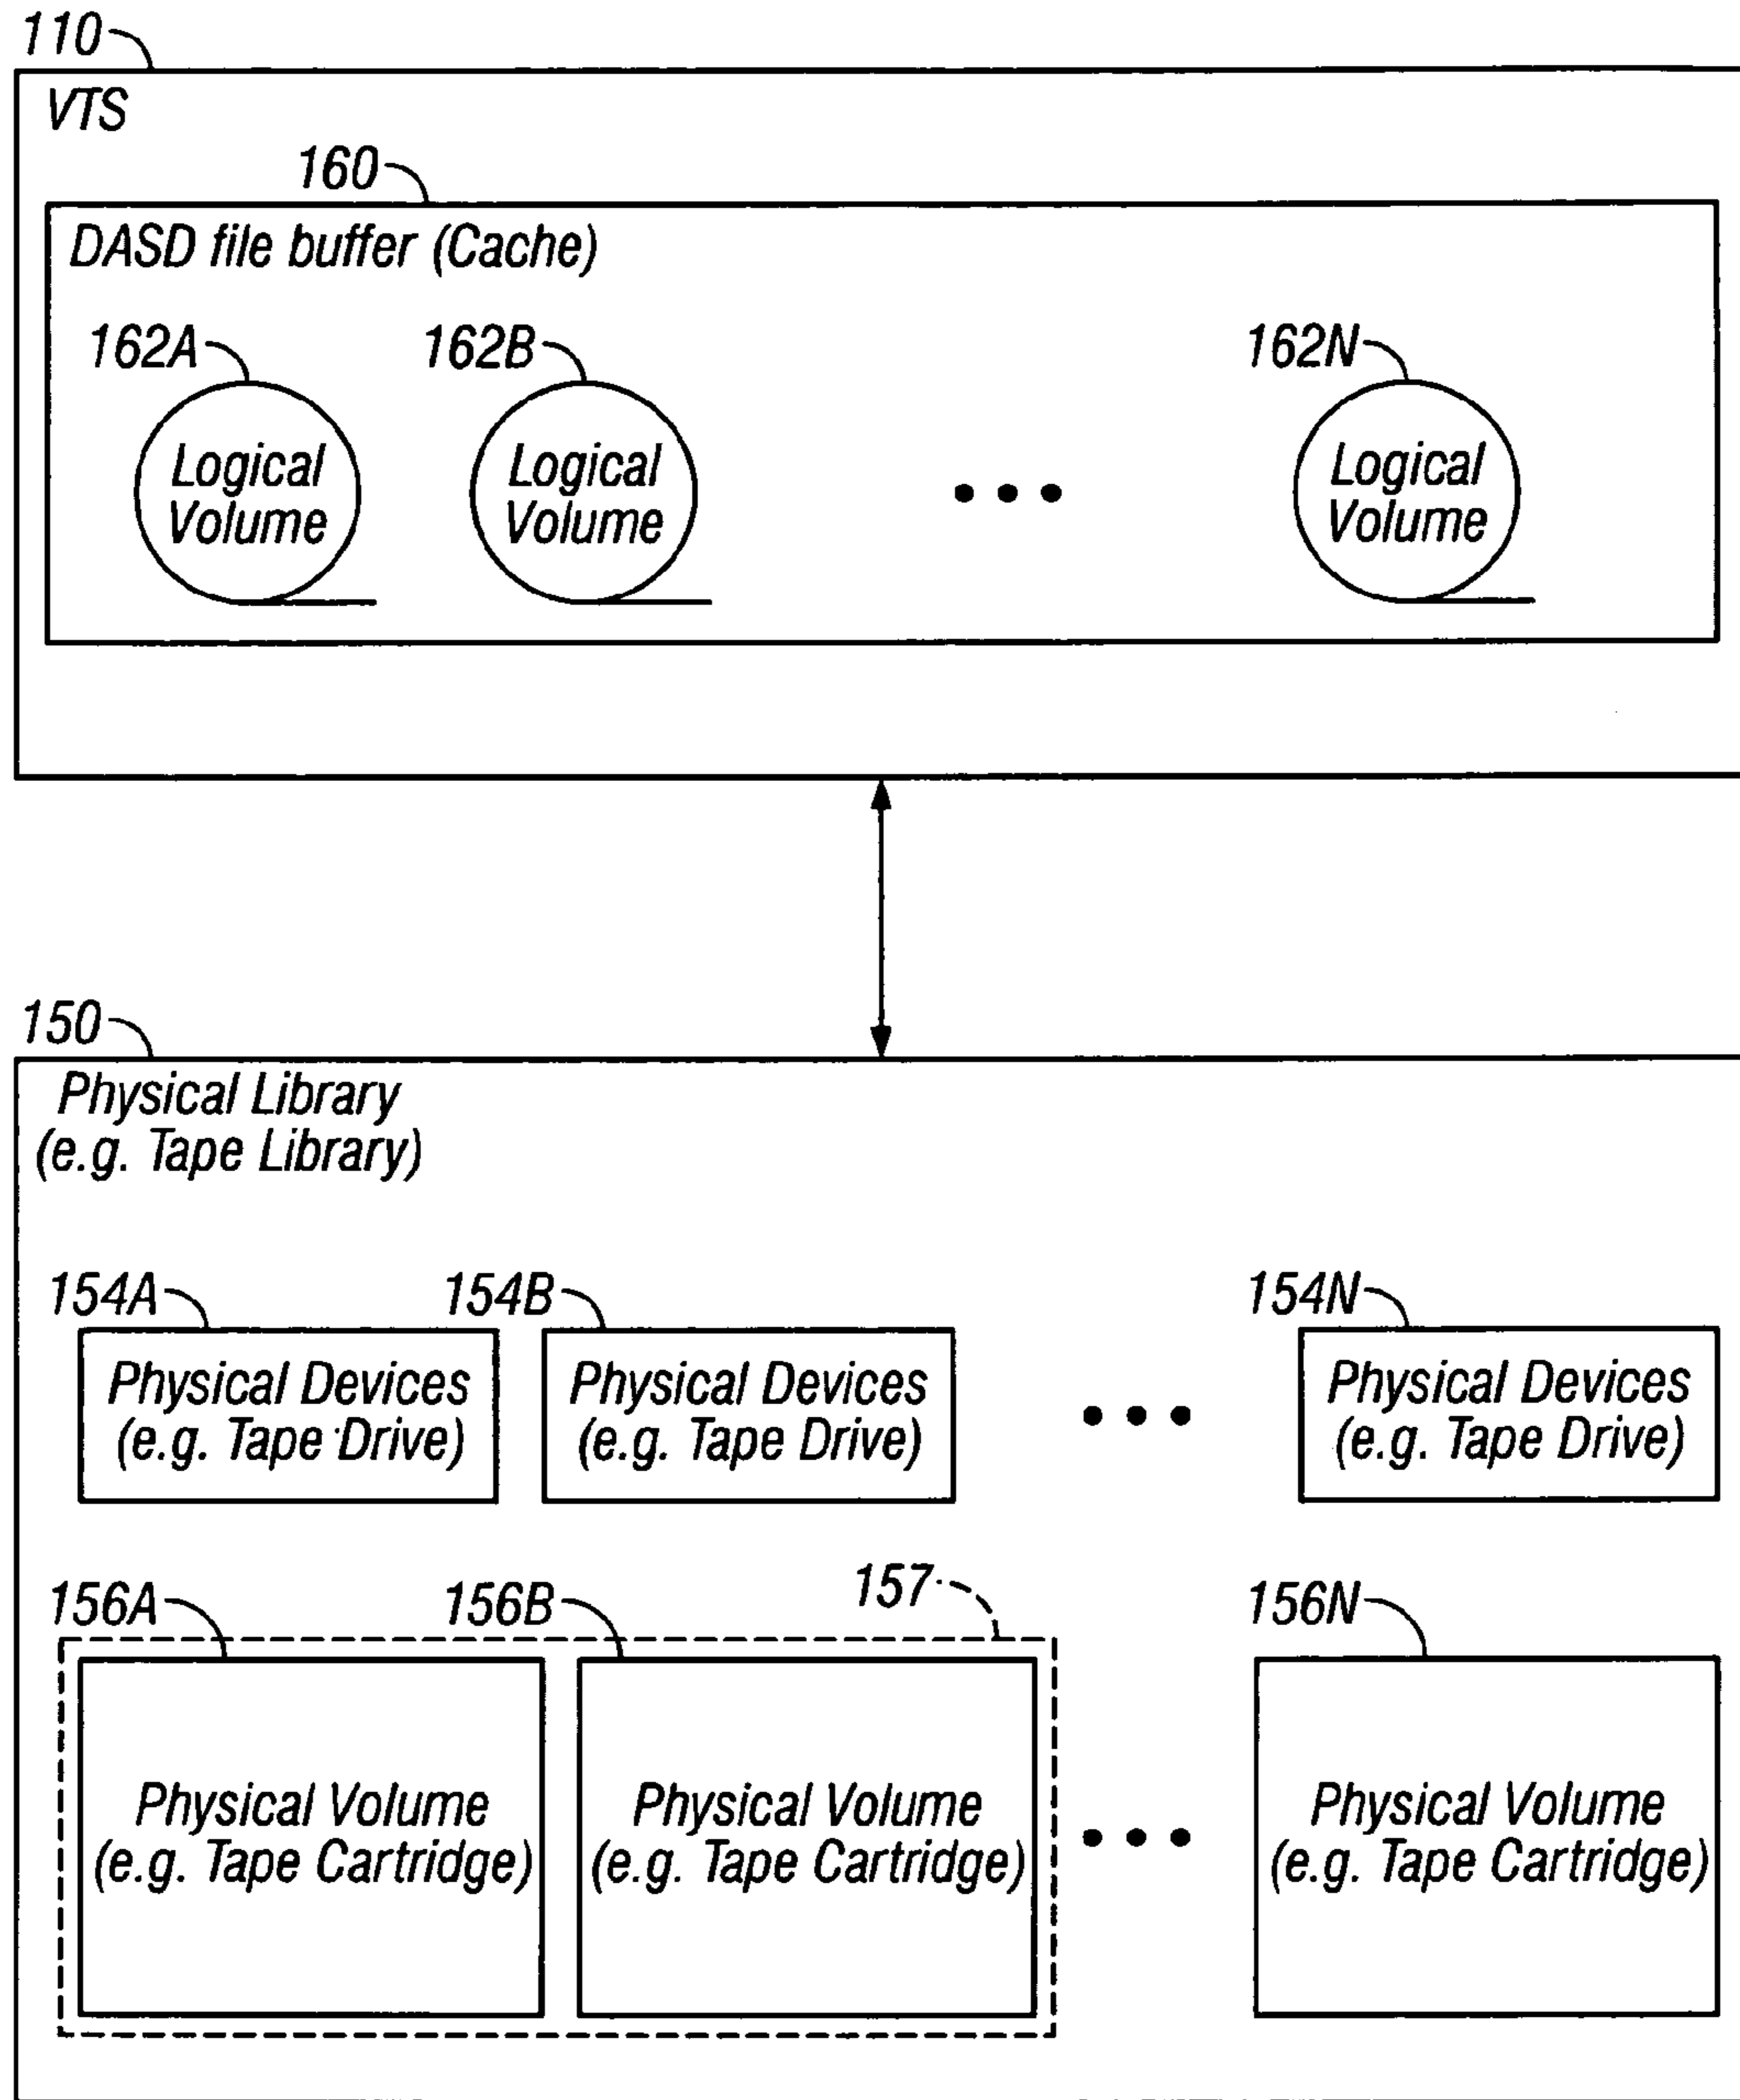 110
VTS
160
DASD file buffer (Cache)
162A
162B
162N
Logical
Volume
Logical
Volume
Logical
Volume
150
Physical Library
(e.g. Tape Library)
154A
154B
154N
Physical Devices
(e.g. Tape Drive)
Physical Devices
(e.g. Tape Drive)
Physical Devices
(e.g. Tape Drive)
156A
156B
157
156N
Physical Volume
(e.g. Tape Cartridge)
Physical Volume
(e.g. Tape Cartridge)
Physical Volume
(e.g. Tape Cartridge)